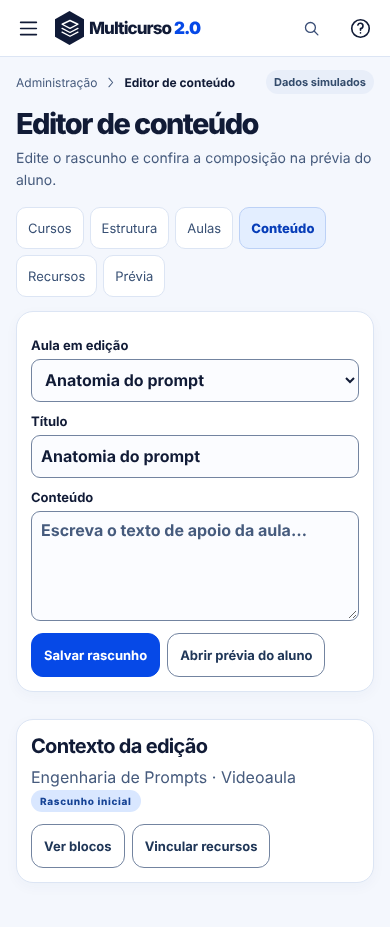 Multicurso 2.0
Administração > Editor de conteúdo Dados simulados
Editor de conteúdo
Edite o rascunho e confira a composição na prévia do
aluno.
Cursos Estrutura Aulas Conteúdo
Recursos Prévia
Aula em edição
Anatomia do prompt
Título
Anatomia do prompt
Conteúdo
Escreva o texto de apoio da aula...
Salvar rascunho Abrir prévia do aluno
Contexto da edição
Engenharia de Prompts · Videoaula
Rascunho inicial
Ver blocos Vincular recursos